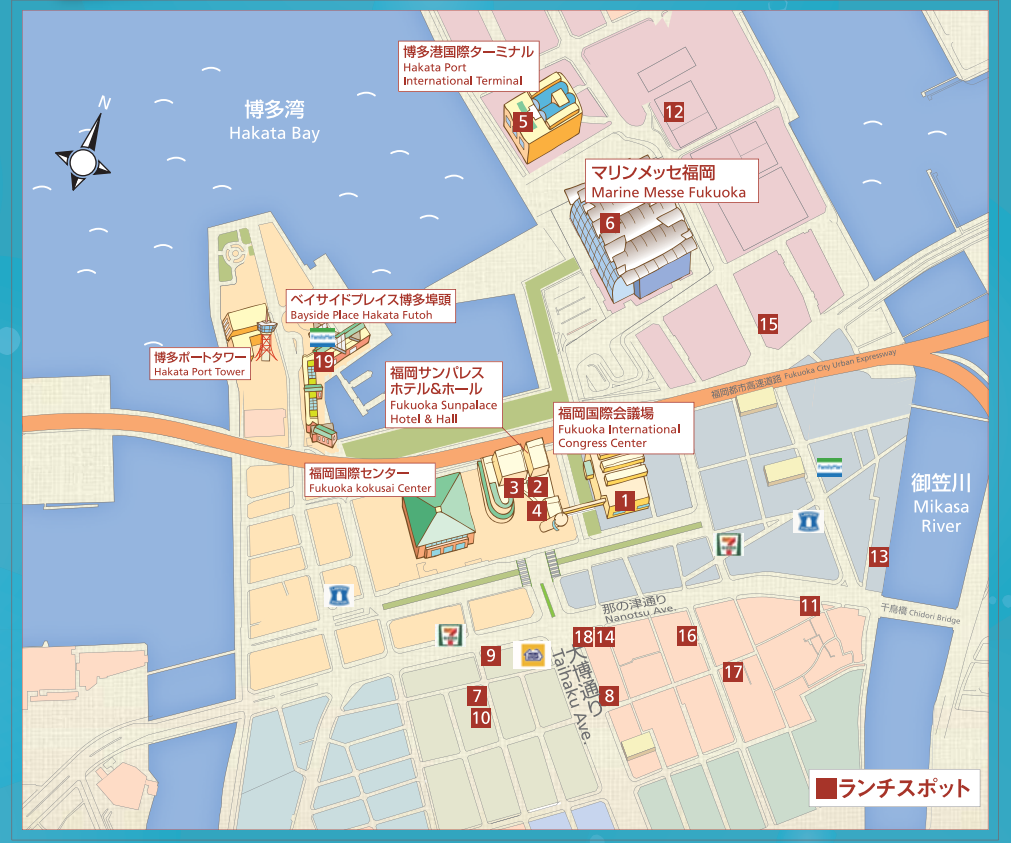 博多港国際ターミナル
Hakata Port
International Terminal
12
5
N
博多湾
Hakata Bay
マリンメッセ福岡
Marine Messe Fukuoka
6
ベイサイドプレイス博多埠頭
Bayside Place Hakata Futoh
FamilyMart
19
15
博多ポートタワー
Hakata Port Tower
福岡サンパレス
ホテル&ホール
Fukuoka Sunpalace
Hotel & Hall
福岡都市高速道路 Fukuoka City Urban Expressway
福岡国際会議場
Fukuoka International
Congress Center
福岡国際センター
Fukuoka kokusai Center
FamilyMart
御笠川
Mikasa
River
3
2
4
1
7
13
那の津通り
Nanotsu Ave.
11
千鳥橋 Chidori Bridge
7
18
14
16
9
大博通り
Taihaku Ave.
17
7
8
10
ランチスポット